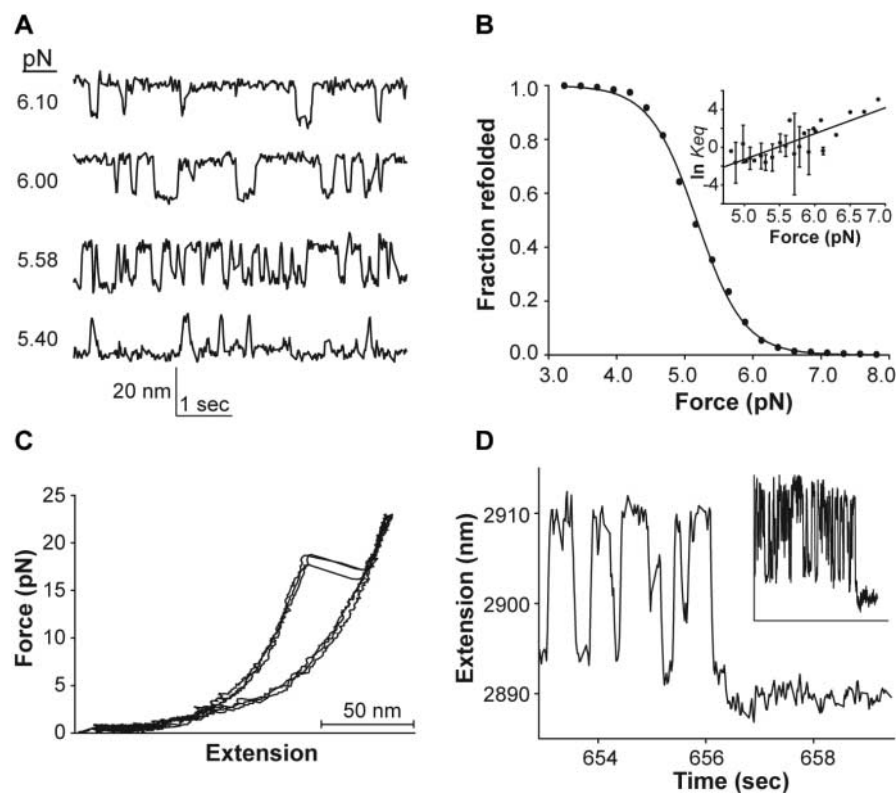 A
pN
6.10
6.00
5.58
5.40
20 nm
1 sec
B
Fraction refolded
1.0
0.8
0.6
0.4
0.2
0.0
3.0 4.0 5.0 6.0 7.0 8.0
Force (pN)
ln Keq
4
0
-4
5.0 5.5 6.0 6.5 7.0
Force (pN)
C
Force (pN)
25
20
15
10
5
0
50 nm
Extension
D
Extension (nm)
2910
2900
2890
654 656 658
Time (sec)